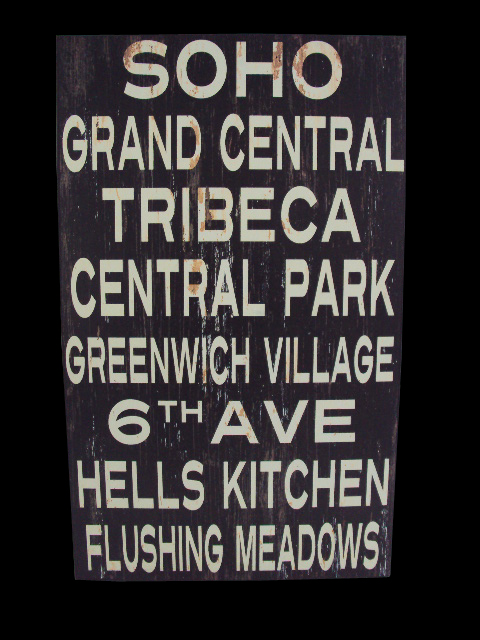 SOHO
GRAND CENTRAL
TRIBECA
CENTRAL PARK
GREENWICH VILLAGE
6TH AVE
HELLS KITCHEN
FLUSHING MEADOWS